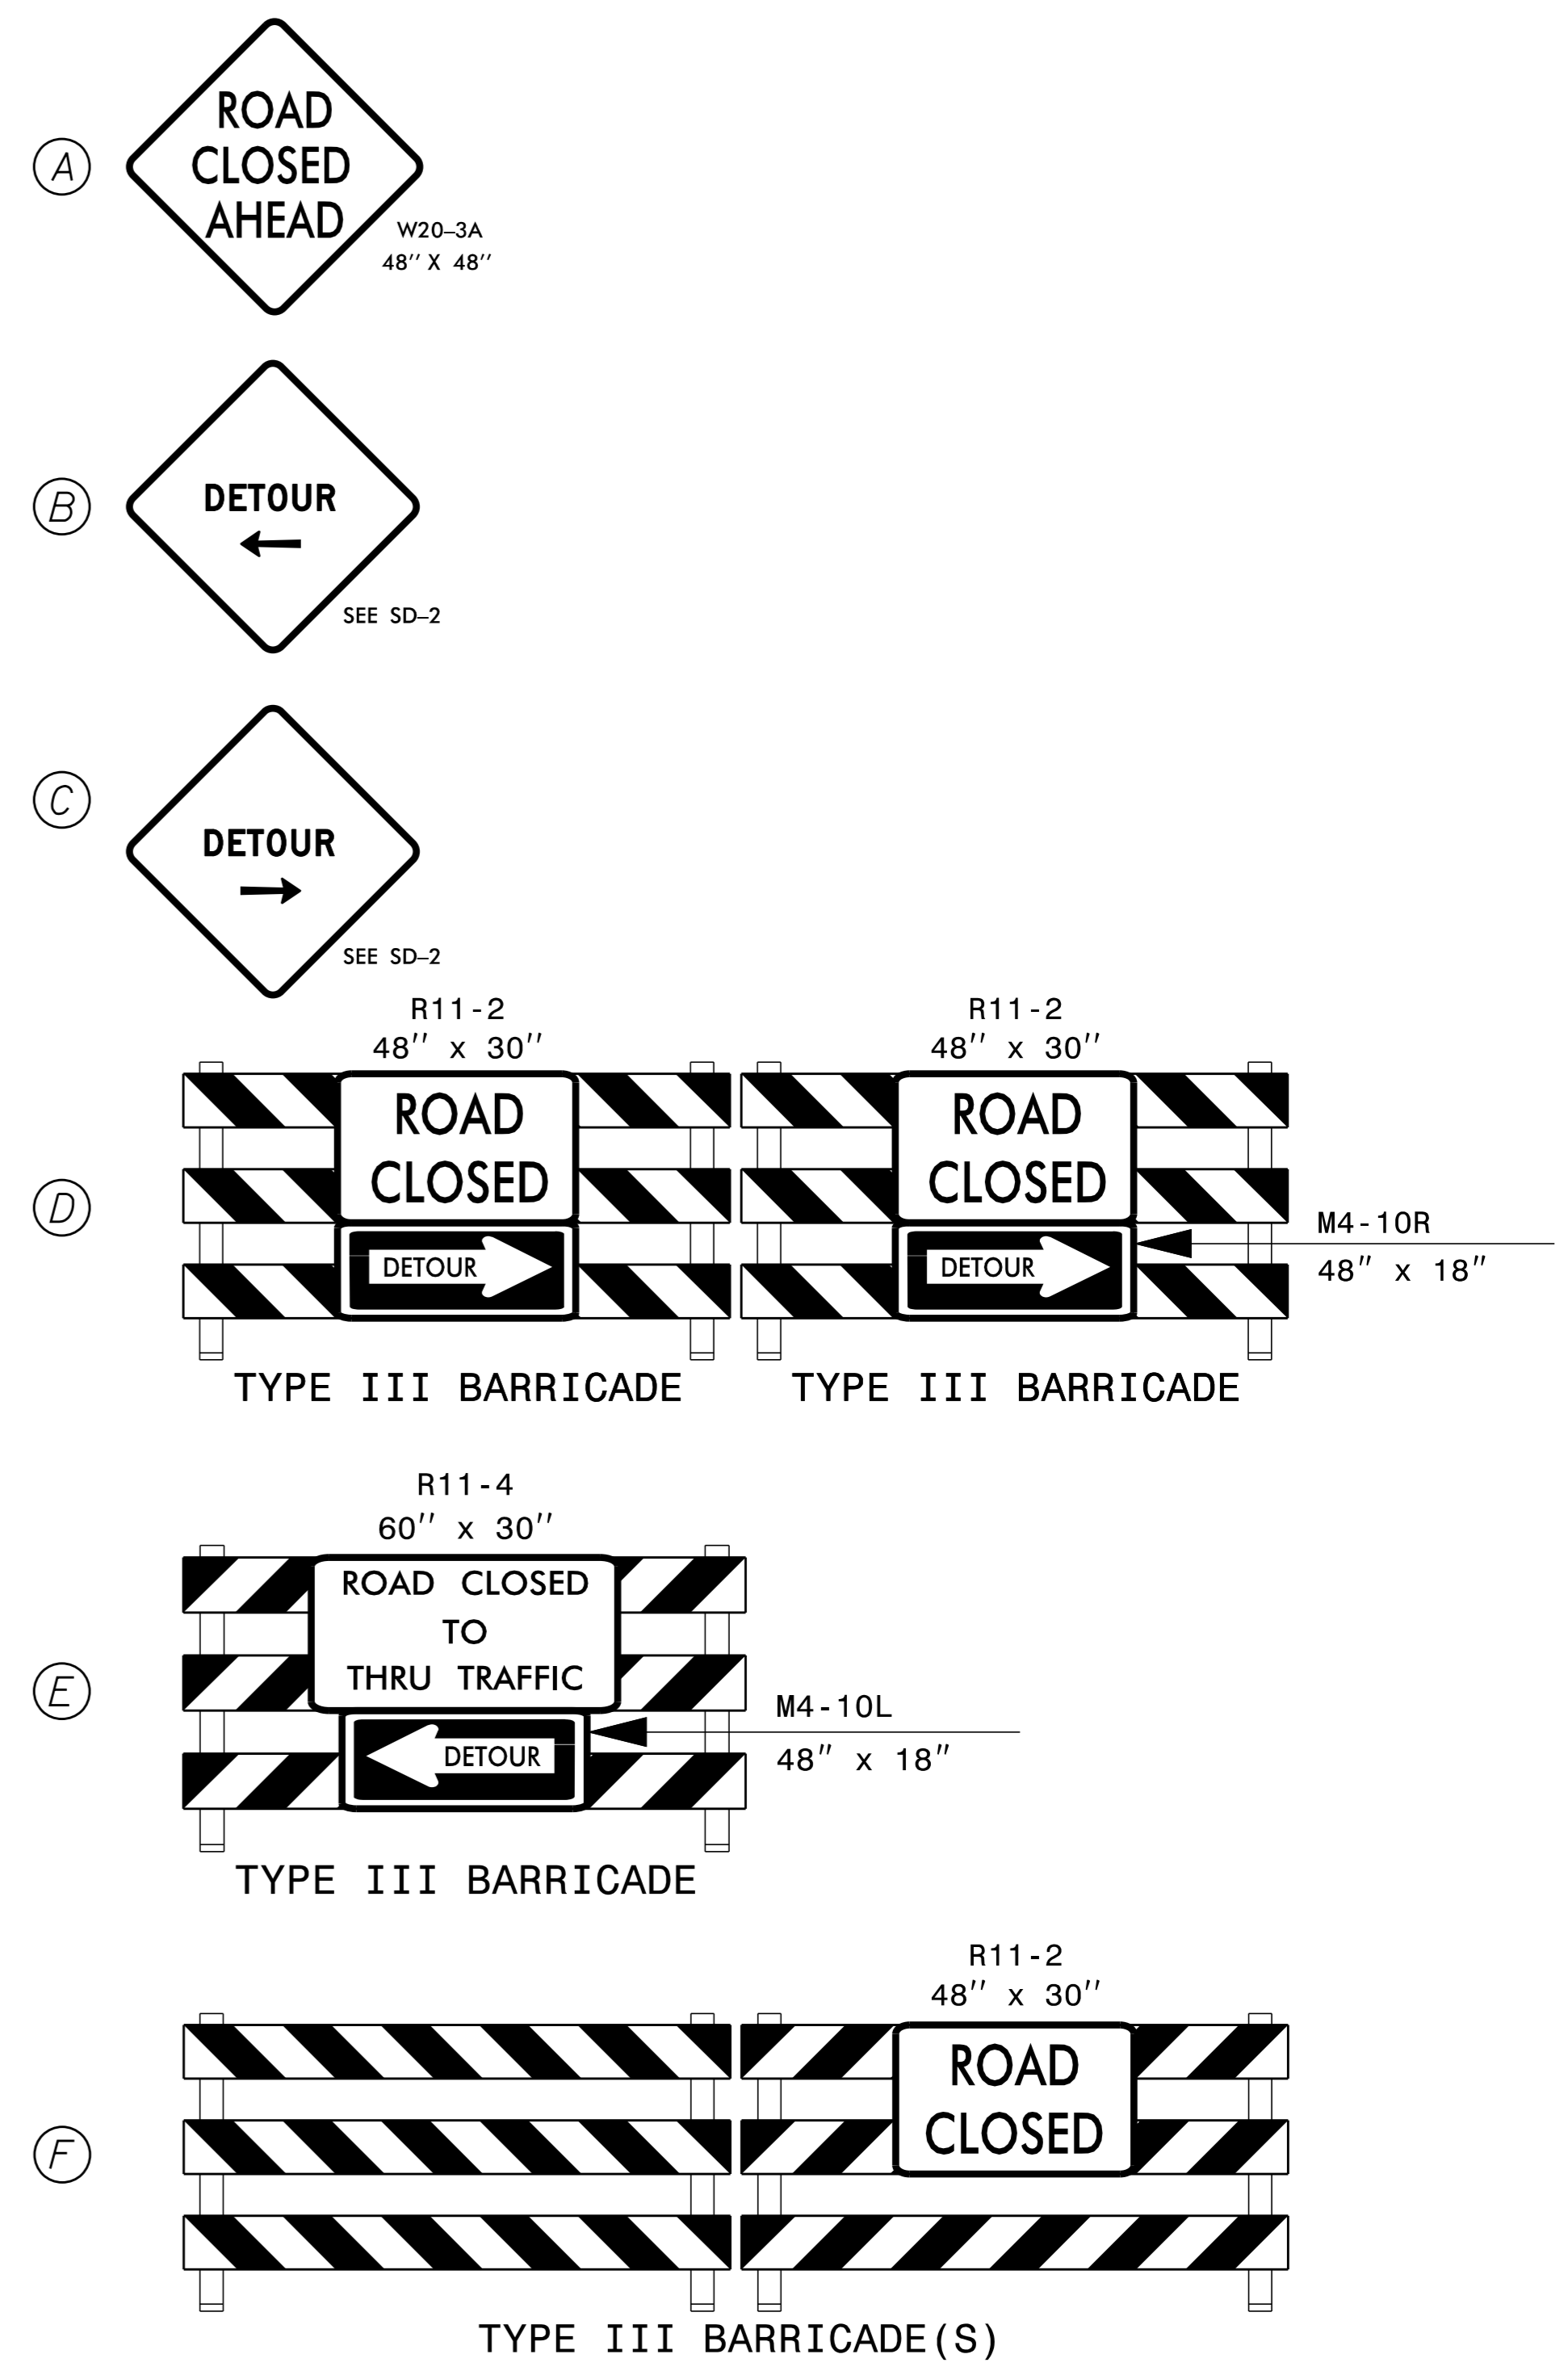 A
ROAD
CLOSED
AHEAD
W20–3A
48'' X 48''
B
DETOUR
SEE SD–2
C
DETOUR
SEE SD–2
R11-2
48'' x 30''
R11-2
48'' x 30''
D
ROAD
CLOSED
DETOUR
ROAD
CLOSED
DETOUR
M4-10R
48'' x 18''
TYPE III BARRICADE
TYPE III BARRICADE
R11-4
60'' x 30''
E
ROAD CLOSED
TO
THRU TRAFFIC
DETOUR
M4-10L
48'' x 18''
TYPE III BARRICADE
R11-2
48'' x 30''
F
ROAD
CLOSED
TYPE III BARRICADE(S)